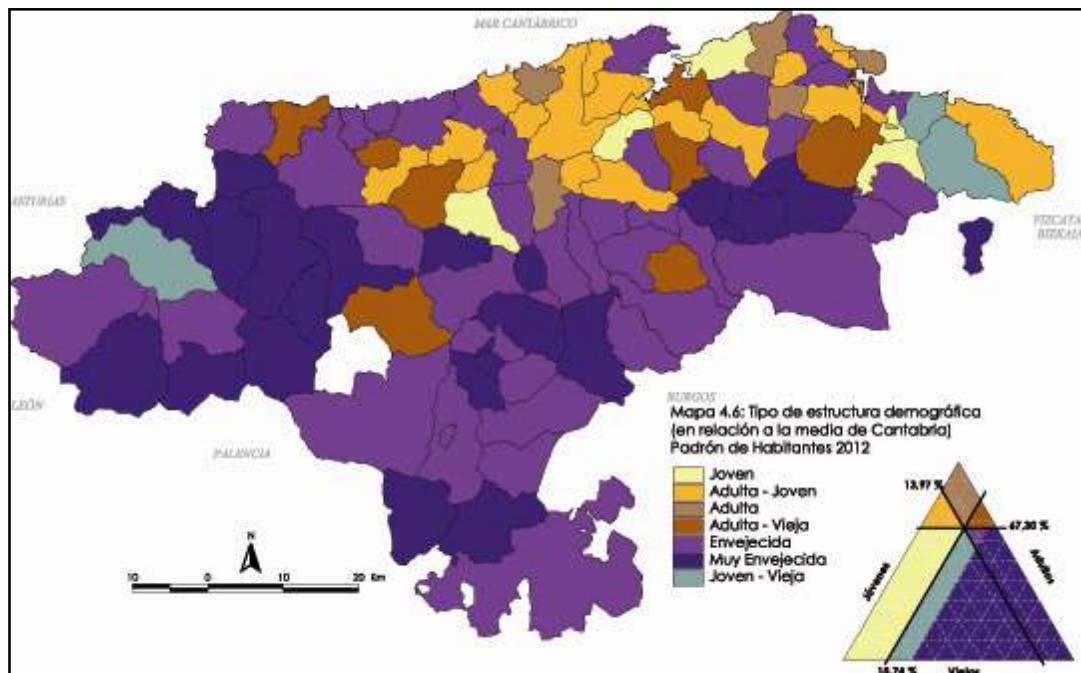 MAR CANTÁBRICO
ASTURIAS
VIZCAYA
BIZKAIA
LEÓN
BURGOS
PALENCIA
Mapa 4.6: Tipo de estructura demográfica
(en relación a la media de Cantabria)
Padrón de Habitantes 2012
Joven
Adulta - Joven
Adulta
Adulta - Vieja
Envejecida
Muy Envejecida
Joven - Vieja
N
10 0 10 20 Km
13,97 %
67,30 %
Jóvenes
Adultos
18,74 %
Viejos